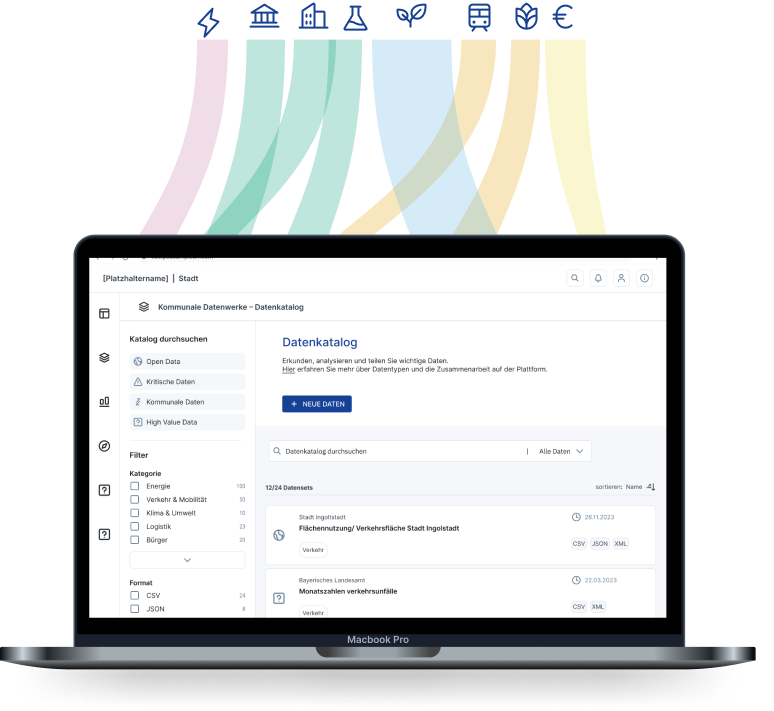 [Platzhaltername] | Stadt
Kommunale Datenwerke – Datenkatalog
Katalog durchsuchen
Open Data
Kritische Daten
Kommunale Daten
High Value Data
Filter
Kategorie
Energie 100
Verkehr & Mobilität 50
Klima & Umwelt 10
Logistik 23
Bürger 20
Format
CSV 24
JSON 8
Datenkatalog
Erkunden, analysieren und teilen Sie wichtige Daten.
Hier erfahren Sie mehr über Datentypen und die Zusammenarbeit auf der Plattform.
+ NEUE DATEN
Datenkatalog durchsuchen | Alle Daten
12/24 Datensets
sortieren: Name
Stadt Ingoltstadt
26.11.2023
Flächennutzung/ Verkehrsfläche Stadt Ingolstadt
Verkehr
CSV JSON XML
Bayerisches Landesamt
22.03.2023
Monatszahlen verkehrsunfälle
Verkehr
CSV XML
Macbook Pro